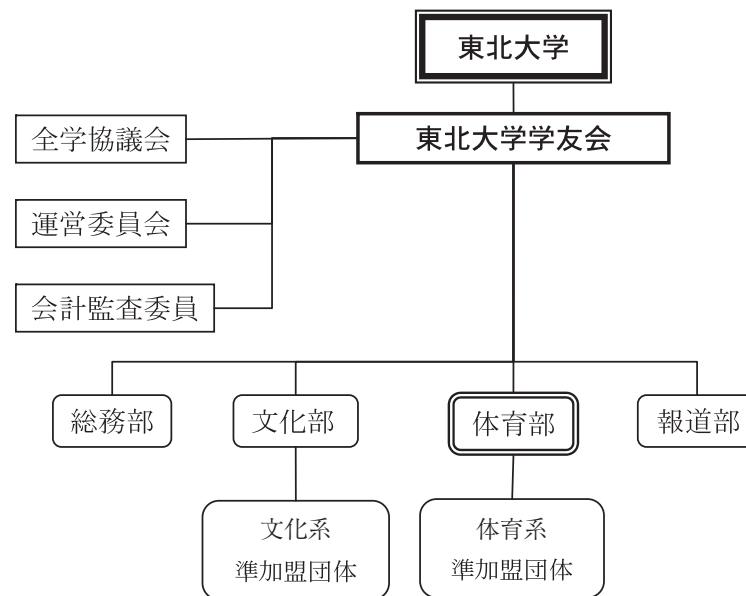 東北大学
東北大学学友会
全学協議会
運営委員会
会計監査委員
総務部
文化部
体育部
報道部
文化系
準加盟団体
体育系
準加盟団体